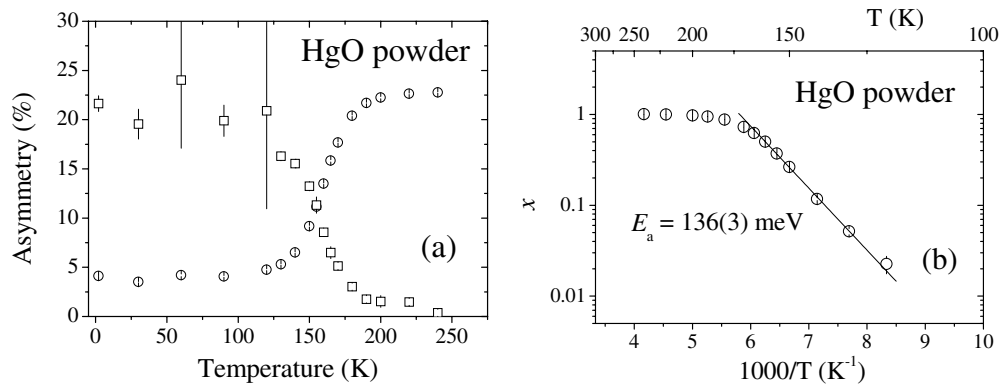 HgO powder
30
25
20
15
10
5
0
Asymmetry (%)
(a)
0 50 100 150 200 250
Temperature (K)
T (K)
300 250 200 150 100
HgO powder
1
0.1
0.01
x
E_a = 136(3) meV
(b)
4 5 6 7 8 9 10
1000/T (K⁻¹)